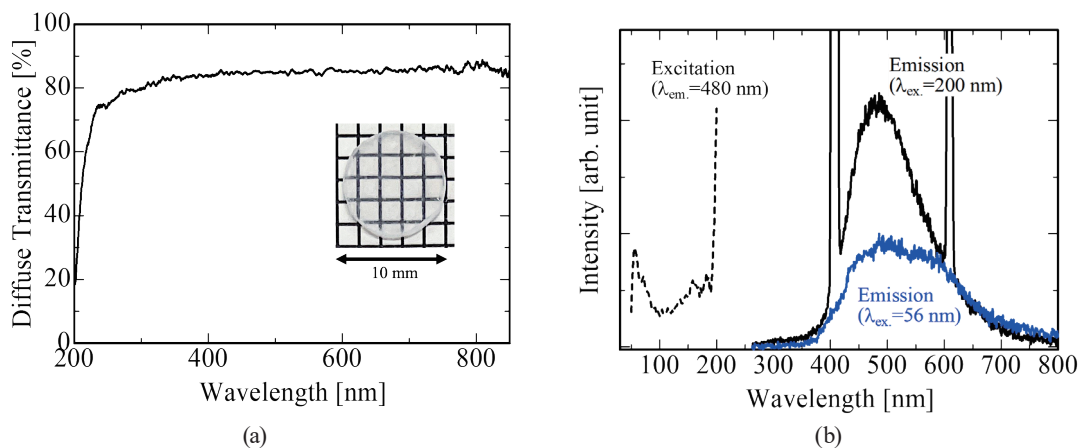 100
80
60
40
20
0
Diffuse Transmittance [%]
10 mm
200
400
600
800
Wavelength [nm]
(a)
Excitation
(λem.=480 nm)
Emission
(λex.=200 nm)
Emission
(λex.=56 nm)
Intensity [arb. unit]
100 200 300 400 500 600 700 800
Wavelength [nm]
(b)